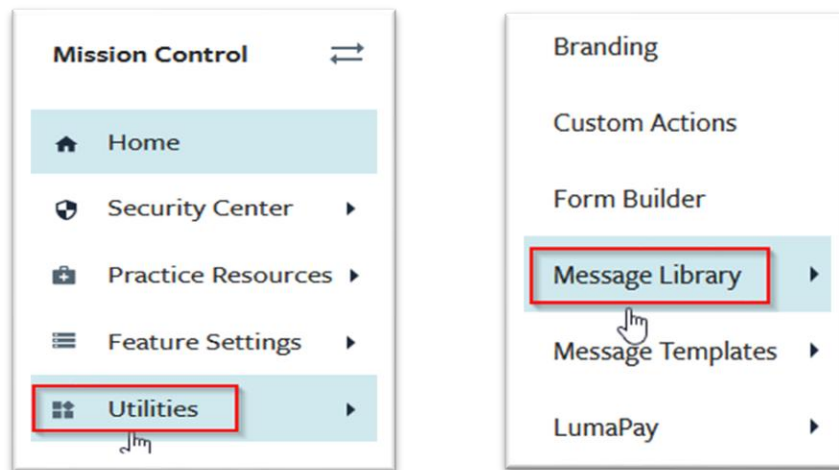 Mission Control
Home
Security Center
Practice Resources
Feature Settings
Utilities
Branding
Custom Actions
Form Builder
Message Library
Message Templates
LumaPay